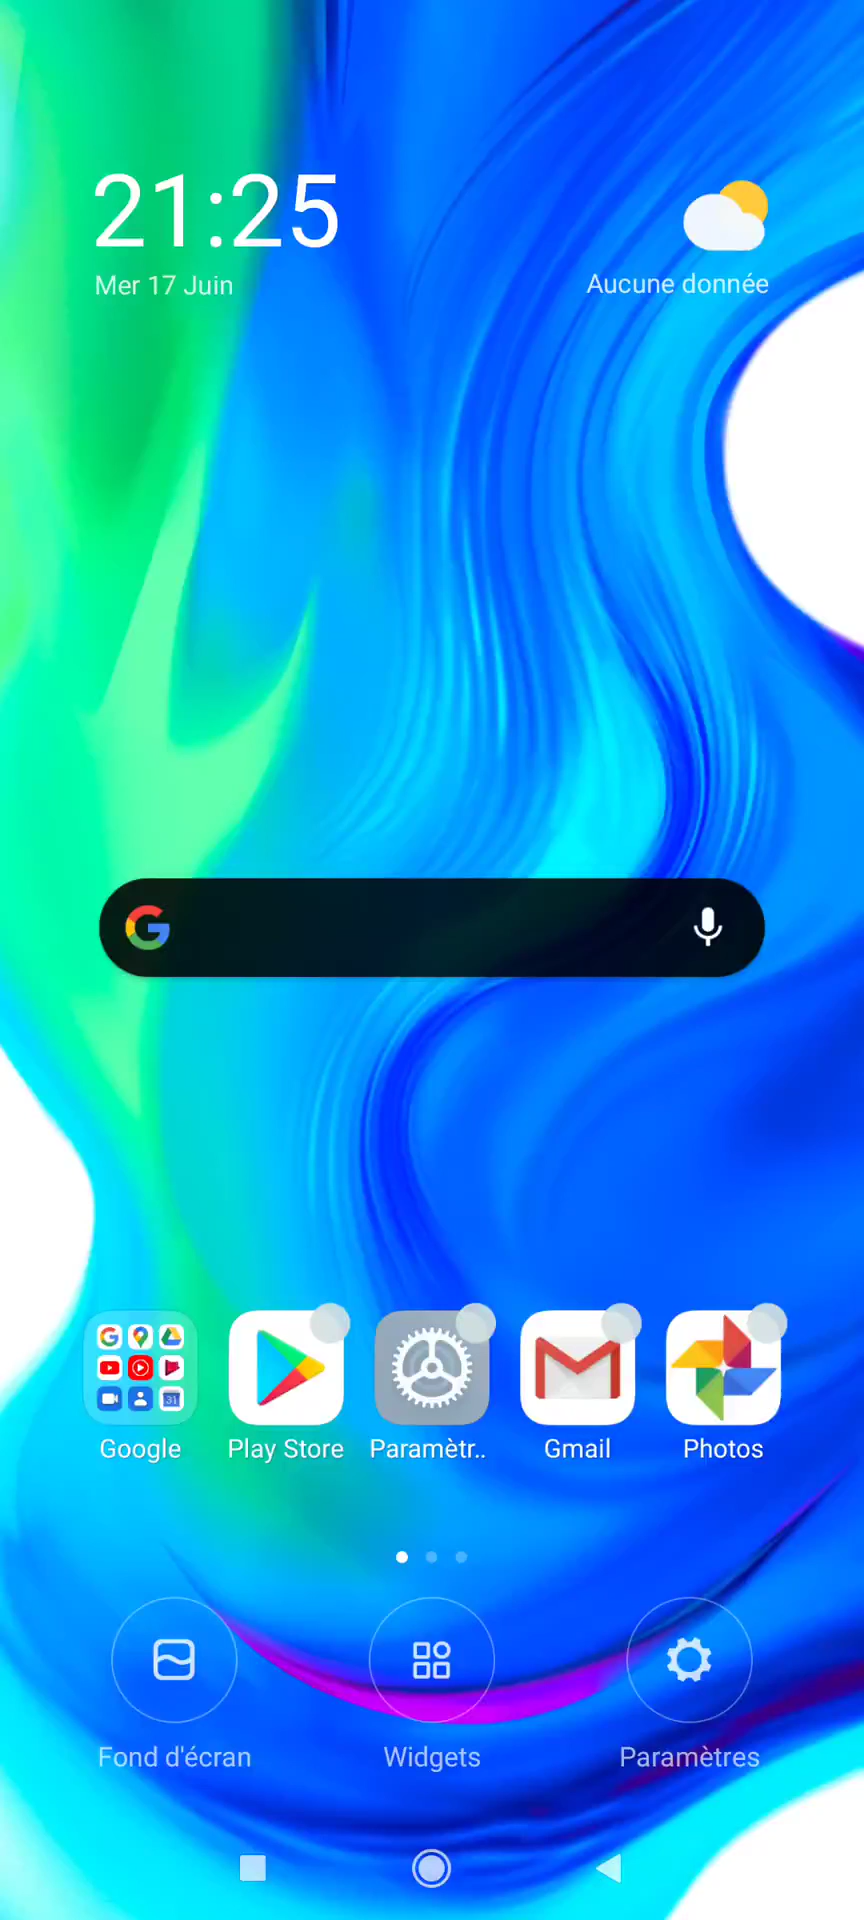 21:25
Mer 17 Juin
Aucune donnée
Google
Play Store
Paramètr..
Gmail
Photos
Fond d'écran
Widgets
Paramètres